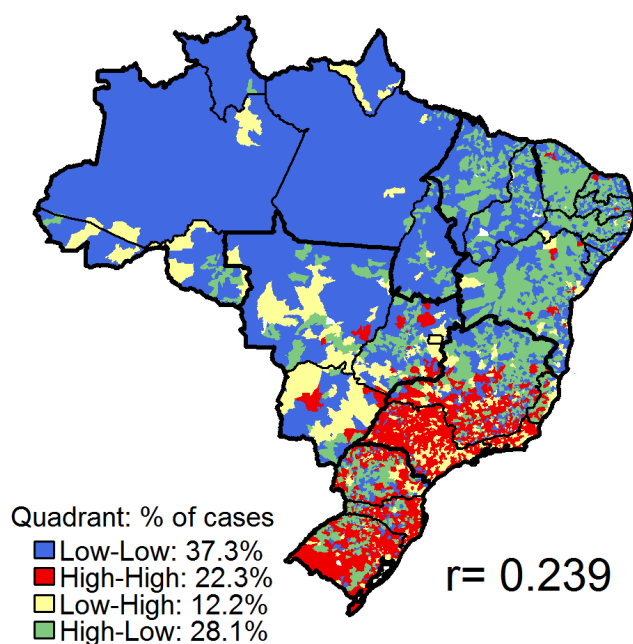 Quadrant: % of cases
Low-Low: 37.3%
High-High: 22.3%
Low-High: 12.2%
High-Low: 28.1%
r= 0.239